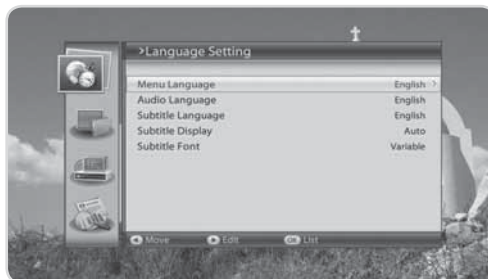 >Language Setting
Menu Language English >
Audio Language English
Subtitle Language English
Subtitle Display Auto
Subtitle Font Variable
Move Edit OK List